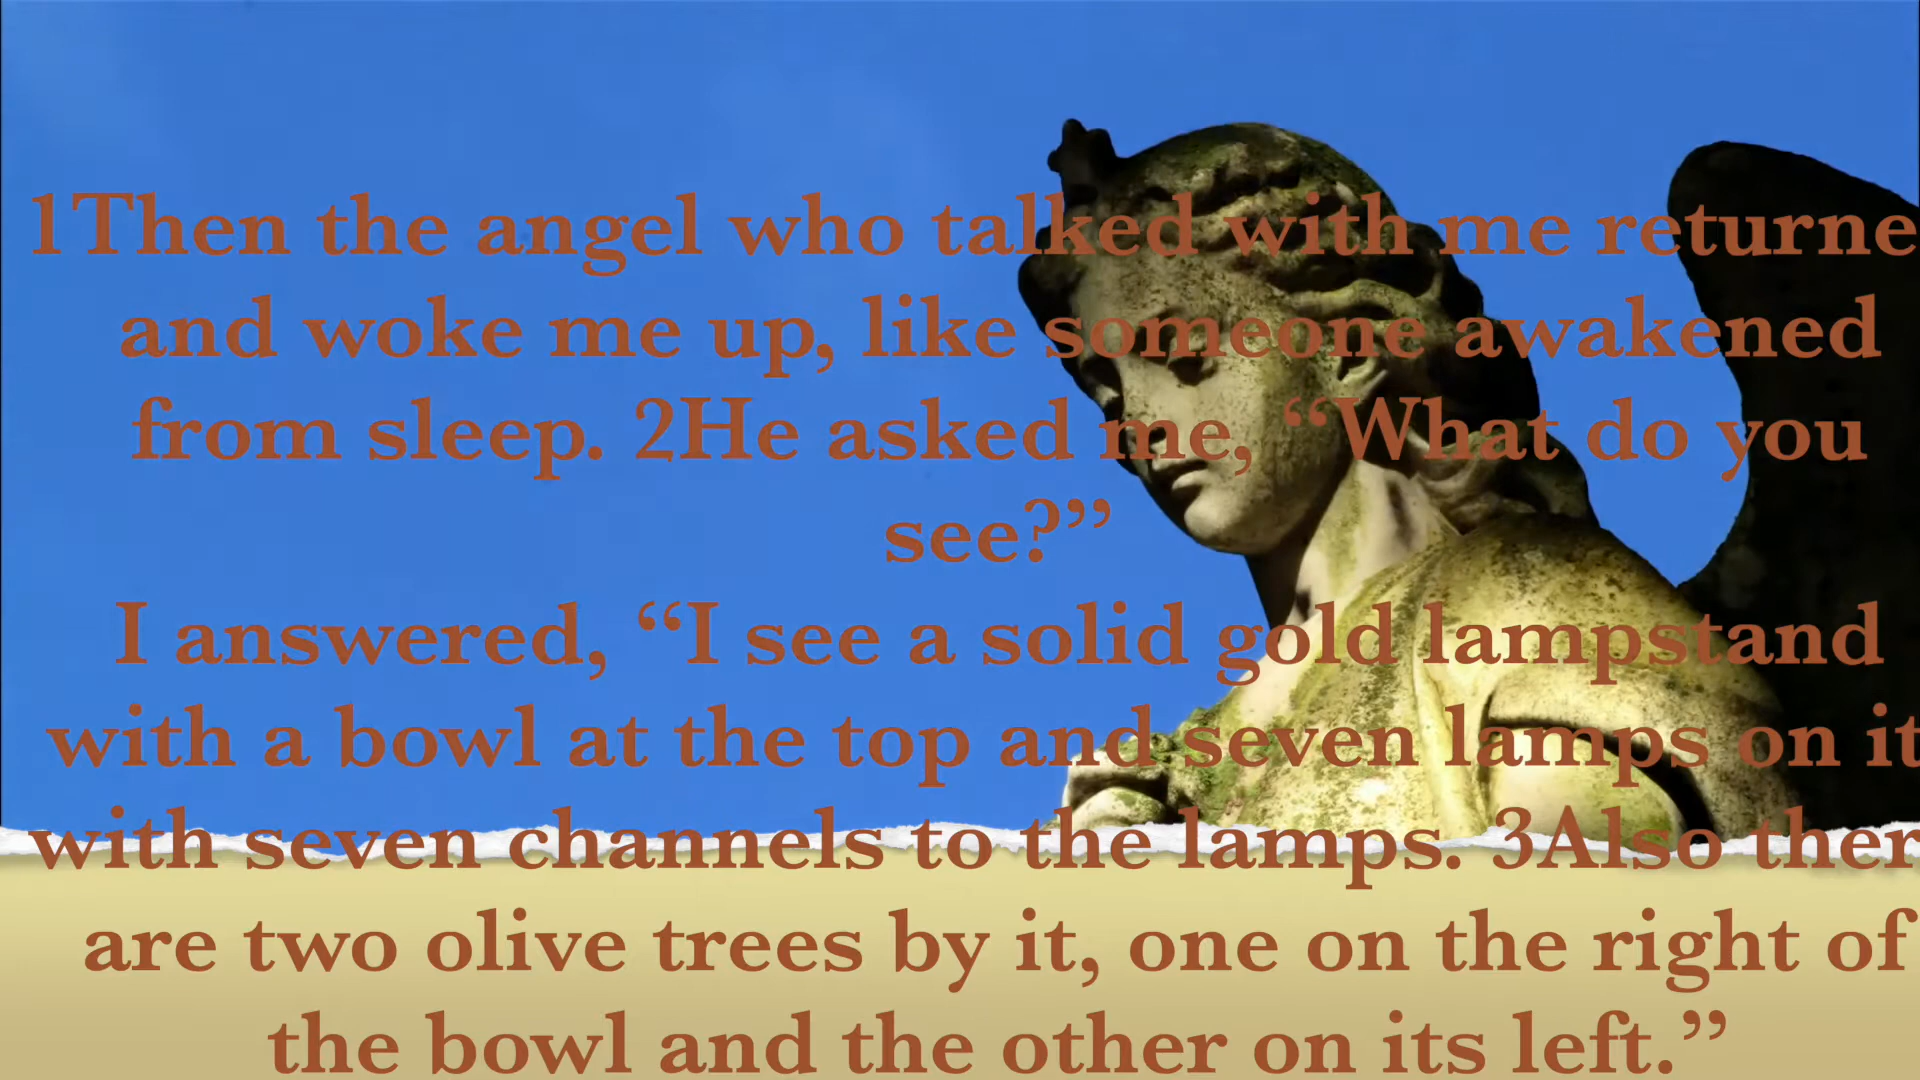 1Then the angel who talked with me returne
and woke me up, like someone awakened
from sleep. 2He asked me, “What do you
see?”
I answered, “I see a solid gold lampstand
with a bowl at the top and seven lamps on it
with seven channels to the lamps. 3Also ther
are two olive trees by it, one on the right of
the bowl and the other on its left.”